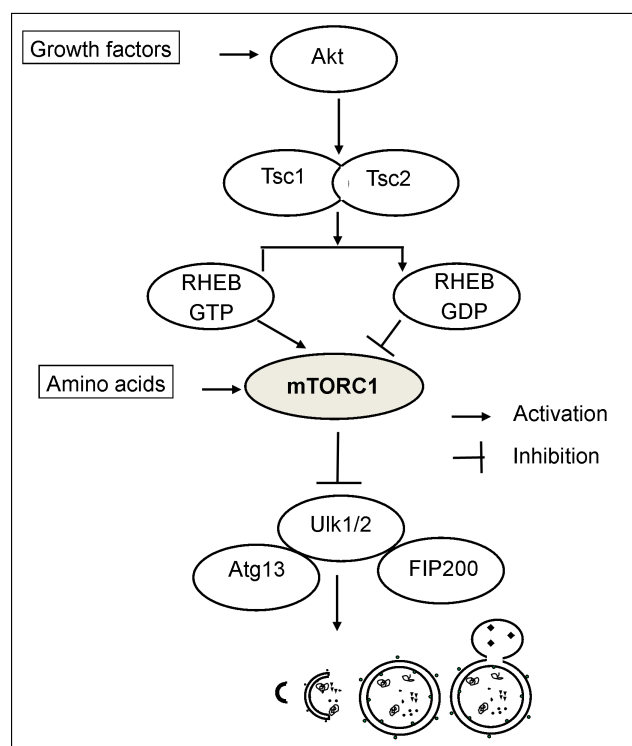 Growth factors
Akt
Tsc1
Tsc2
RHEB
GTP
RHEB
GDP
Amino acids
mTORC1
Activation
Inhibition
Ulk1/2
Atg13
FIP200